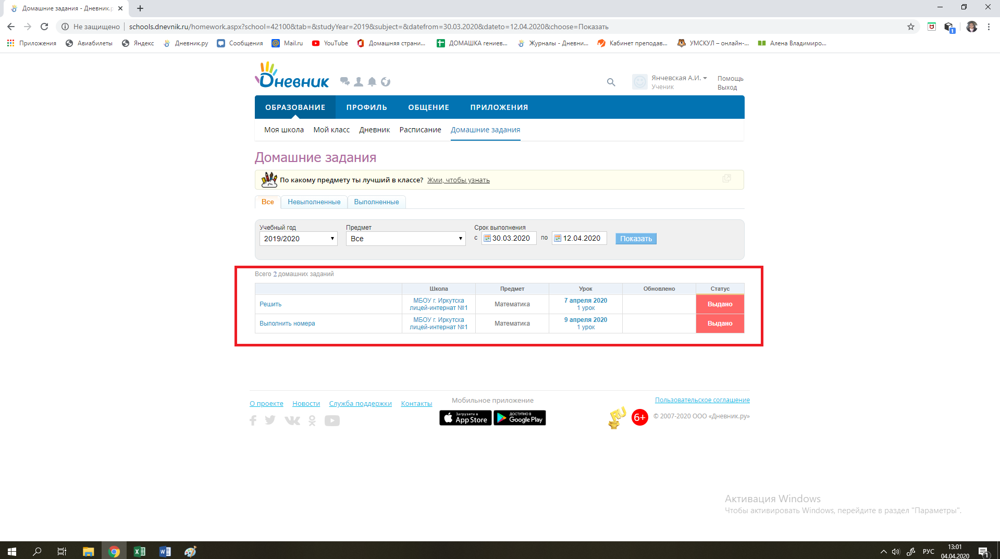 Домашние задания - Дневник.р
Не защищено | schools.dnevnik.ru/homework.aspx?school=42100&tab=&studyYear=2019&subject=&datefrom=30.03.2020&dateto=12.04.2020&choose=Показать
Приложения Авиабилеты Яндекс Дневник.ру Сообщения Mail.ru YouTube Домашняя страни... ДОМАШКА гениев... Журналы - Дневни... Кабинет преподав... УМСКУЛ – онлайн-... Алена Владимиро...
Дневник
Янчевская А.И. Помощь
Ученик Выход
ОБРАЗОВАНИЕ ПРОФИЛЬ ОБЩЕНИЕ ПРИЛОЖЕНИЯ
Моя школа Мой класс Дневник Расписание Домашние задания
Домашние задания
По какому предмету ты лучший в классе? Жми, чтобы узнать
Все Невыполненные Выполненные
Учебный год Предмет Срок выполнения
2019/2020 Все с 30.03.2020 по 12.04.2020 Показать
Всего 2 домашних заданий
Школа Предмет Урок Обновлено Статус
Решить МБОУ г. Иркутска лицей-интернат №1 Математика 7 апреля 2020 1 урок Выдано
Выполнить номера МБОУ г. Иркутска лицей-интернат №1 Математика 9 апреля 2020 1 урок Выдано
О проекте Новости Служба поддержки Контакты Мобильное приложение Пользовательское соглашение
Загрузите в App Store ДОСТУПНО В Google Play .RU 6+ © 2007-2020 ООО «Дневник.ру»
Активация Windows
Чтобы активировать Windows, перейдите в раздел "Параметры".
РУС 13:01
04.04.2020 1